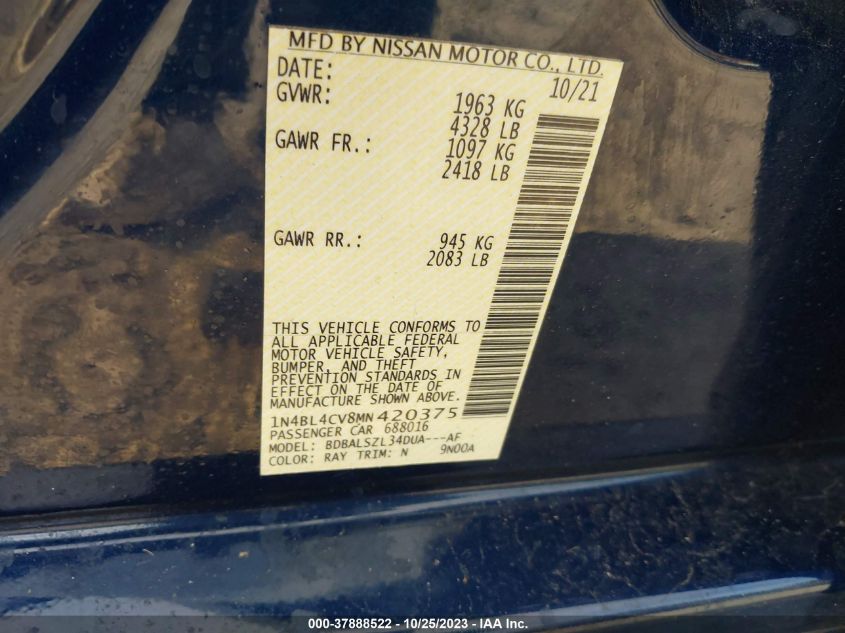 MFD BY NISSAN MOTOR CO., LTD.
DATE: 10/21
GVWR: 1963 KG
4328 LB
GAWR FR.: 1097 KG
2418 LB
GAWR RR.: 945 KG
2083 LB
THIS VEHICLE CONFORMS TO
ALL APPLICABLE FEDERAL
MOTOR VEHICLE SAFETY,
BUMPER, AND THEFT
PREVENTION STANDARDS IN
EFFECT ON THE DATE OF
MANUFACTURE SHOWN ABOVE.
1N4BL4CV8MN420375
PASSENGER CAR 688016
MODEL: BDBALSZL34DUA---AF
COLOR: RAY TRIM: N 9N00A
000-37888522 - 10/25/2023 - IAA Inc.